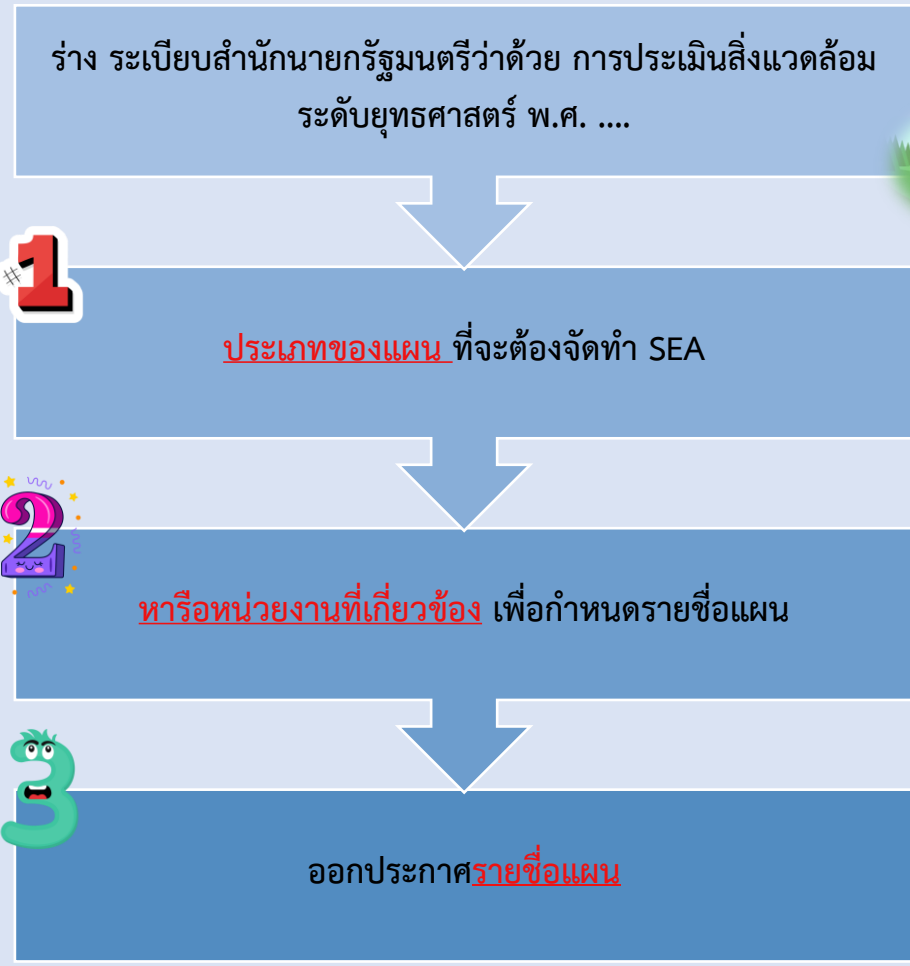 ร่าง ระเบียบสำนักนายกรัฐมนตรีว่าด้วย การประเมินสิ่งแวดล้อม
ระดับยุทธศาสตร์ พ.ศ. ....
#1
ประเภทของแผน ที่จะต้องจัดทำ SEA
2
หารือหน่วยงานที่เกี่ยวข้อง เพื่อกำหนดรายชื่อแผน
3
ออกประกาศรายชื่อแผน